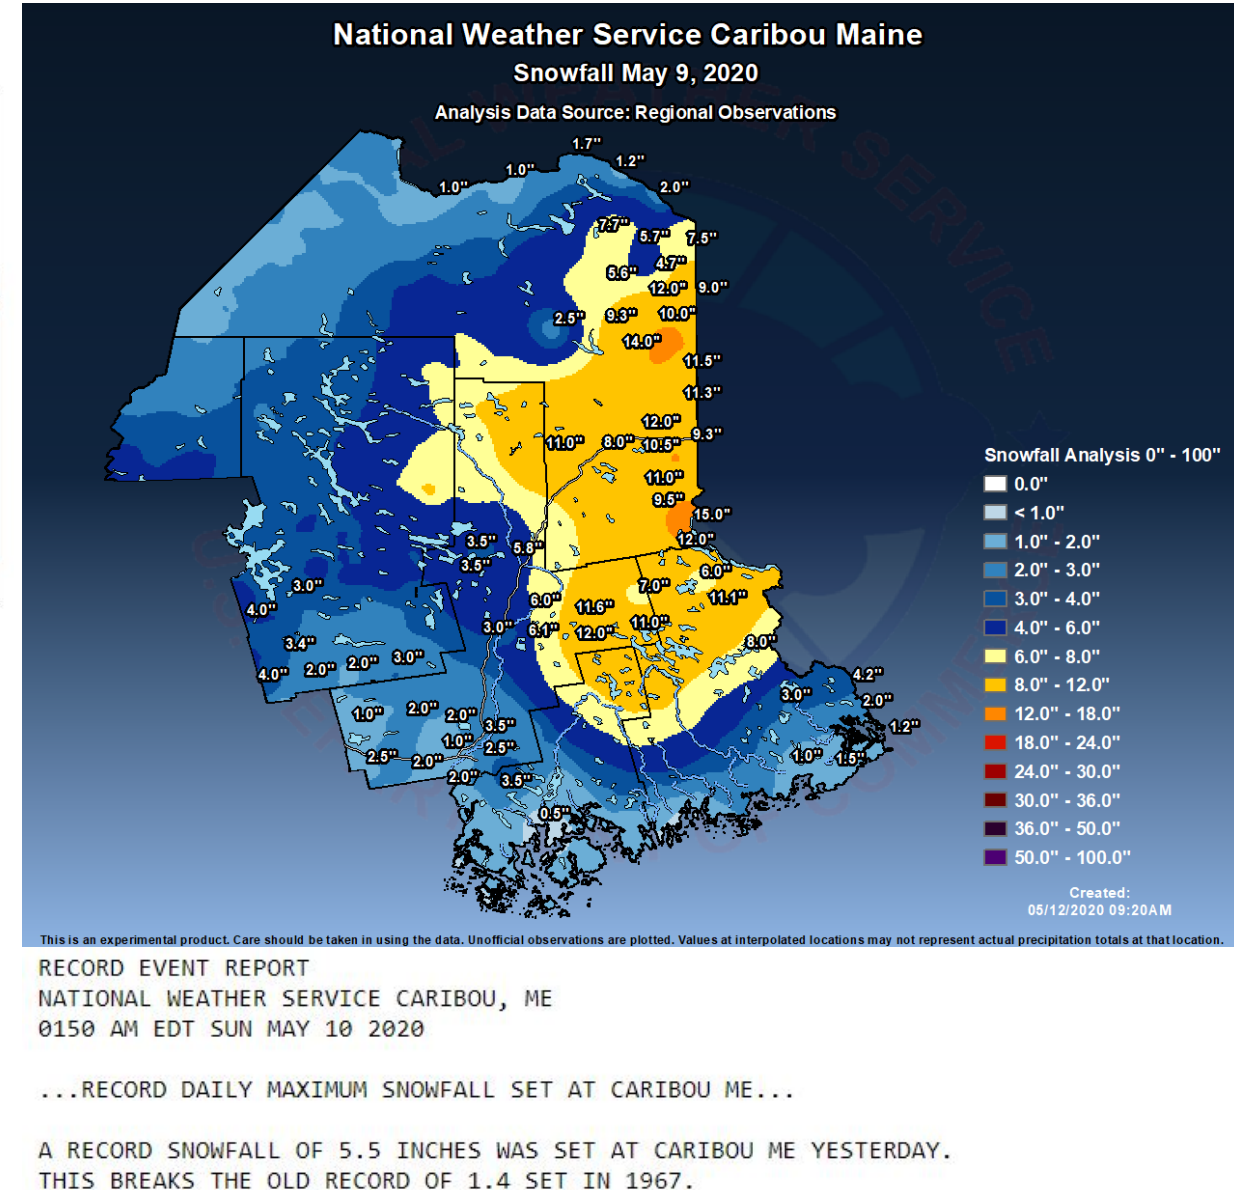 National Weather Service Caribou Maine
Snowfall May 9, 2020
Analysis Data Source: Regional Observations
1.7"
1.0" 1.2"
1.0" 2.0"
7.7" 5.7" 7.5"
4.7"
5.6"
12.0" 9.0"
2.5" 9.3" 10.0"
14.0"
11.5"
11.3"
12.0"
11.0" 8.0" 10.5" 9.3"
11.0"
9.5"
15.0"
12.0"
3.5" 5.8"
3.5" 6.0"
3.0" 7.0"
4.0" 6.0" 11.6" 11.1"
3.0" 6.1" 12.0" 11.0"
3.4" 8.0"
4.0" 2.0" 2.0" 3.0" 4.2"
3.0" 2.0"
1.0" 2.0" 2.0" 3.5" 1.2"
1.0" 2.5"
2.5" 2.0" 1.0" 1.5"
2.0" 3.5"
0.5"
Snowfall Analysis 0" - 100"
0.0"
< 1.0"
1.0" - 2.0"
2.0" - 3.0"
3.0" - 4.0"
4.0" - 6.0"
6.0" - 8.0"
8.0" - 12.0"
12.0" - 18.0"
18.0" - 24.0"
24.0" - 30.0"
30.0" - 36.0"
36.0" - 50.0"
50.0" - 100.0"
Created:
05/12/2020 09:20AM
This is an experimental product. Care should be taken in using the data. Unofficial observations are plotted. Values at interpolated locations may not represent actual precipitation totals at that location.
RECORD EVENT REPORT
NATIONAL WEATHER SERVICE CARIBOU, ME
0150 AM EDT SUN MAY 10 2020
...RECORD DAILY MAXIMUM SNOWFALL SET AT CARIBOU ME...
A RECORD SNOWFALL OF 5.5 INCHES WAS SET AT CARIBOU ME YESTERDAY.
THIS BREAKS THE OLD RECORD OF 1.4 SET IN 1967.